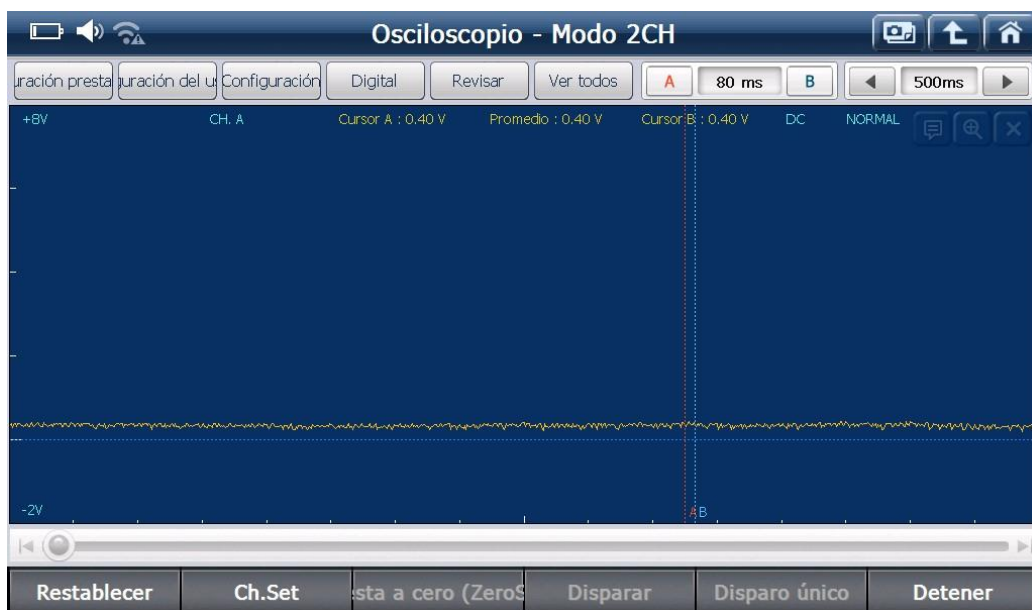 Osciloscopio - Modo 2CH
uración presta guración del u Configuración Digital Revisar Ver todos A 80 ms B 500ms
+8V CH. A Cursor A : 0.40 V Promedio : 0.40 V Cursor B : 0.40 V DC NORMAL
-2V A B
Restablecer Ch.Set sta a cero (ZeroS Disparar Disparo único Detener